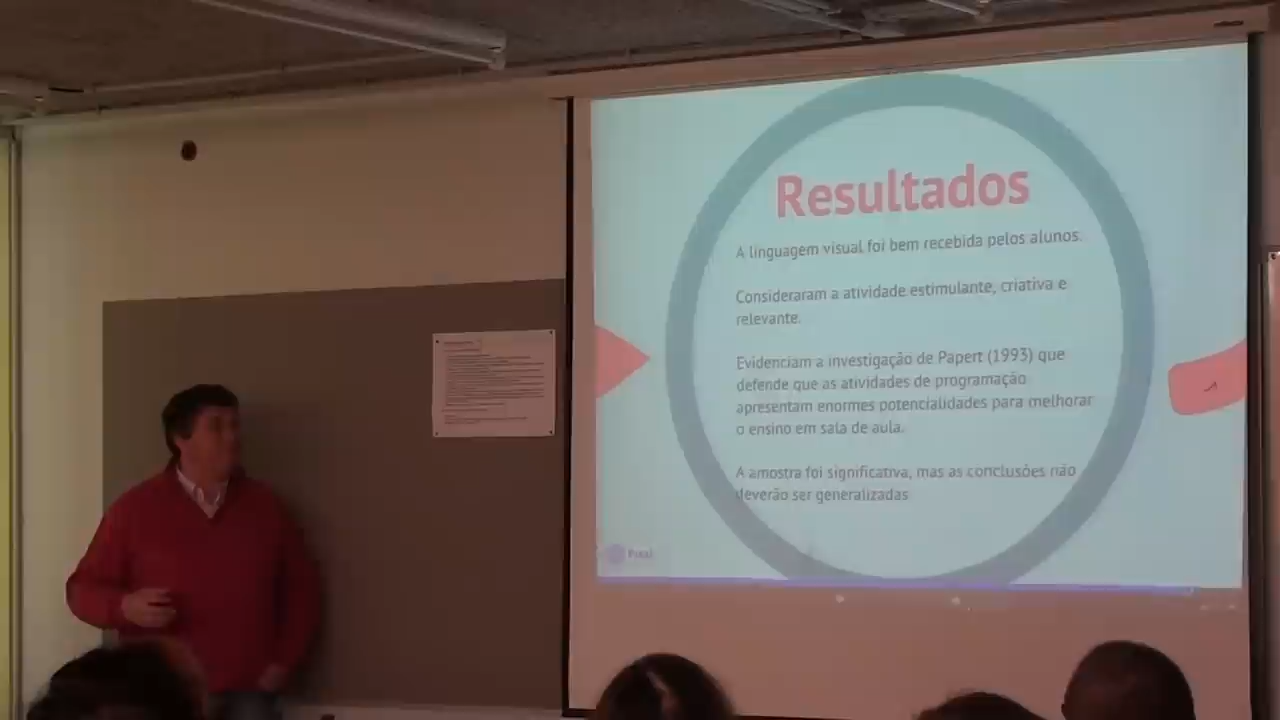 Resultados
A linguagem visual foi bem recebida pelos alunos.
Consideraram a atividade estimulante, criativa e
relevante.
Evidenciam a investigação de Papert (1993) que
defende que as atividades de programação
apresentam enormes potencialidades para melhorar
o ensino em sala de aula.
A amostra foi significativa, mas as conclusões não
deverão ser generalizadas